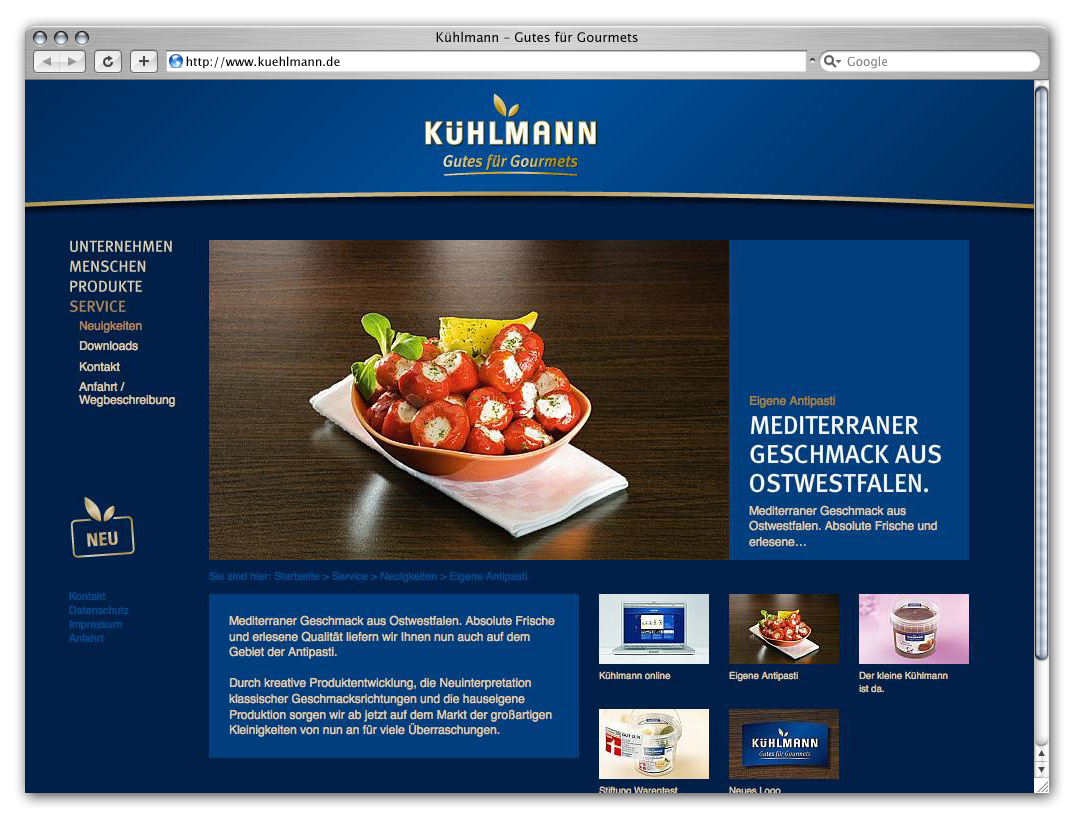 Kühlmann – Gutes für Gourmets
http://www.kuehlmann.de
Google
KÜHLMANN
Gutes für Gourmets
UNTERNEHMEN
MENSCHEN
PRODUKTE
SERVICE
Neuigkeiten
Downloads
Kontakt
Anfahrt /
Wegbeschreibung
NEU
Kontakt
Datenschutz
Impressum
Anfahrt
Eigene Antipasti
MEDITERRANER
GESCHMACK AUS
OSTWESTFALEN.
Mediterraner Geschmack aus
Ostwestfalen. Absolute Frische und
erlesene…
Sie sind hier: Startseite > Service > Neuigkeiten > Eigene Antipasti
Mediterraner Geschmack aus Ostwestfalen. Absolute Frische
und erlesene Qualität liefern wir Ihnen nun auch auf dem
Gebiet der Antipasti.
Durch kreative Produktentwicklung, die Neuinterpretation
klassischer Geschmacksrichtungen und die hauseigene
Produktion sorgen wir ab jetzt auf dem Markt der großartigen
Kleinigkeiten von nun an für viele Überraschungen.
Kühlmann online
Eigene Antipasti
Der kleine Kühlmann
ist da.
KÜHLMANN
Gutes für Gourmets
Stiftung Warentest
Neues Logo